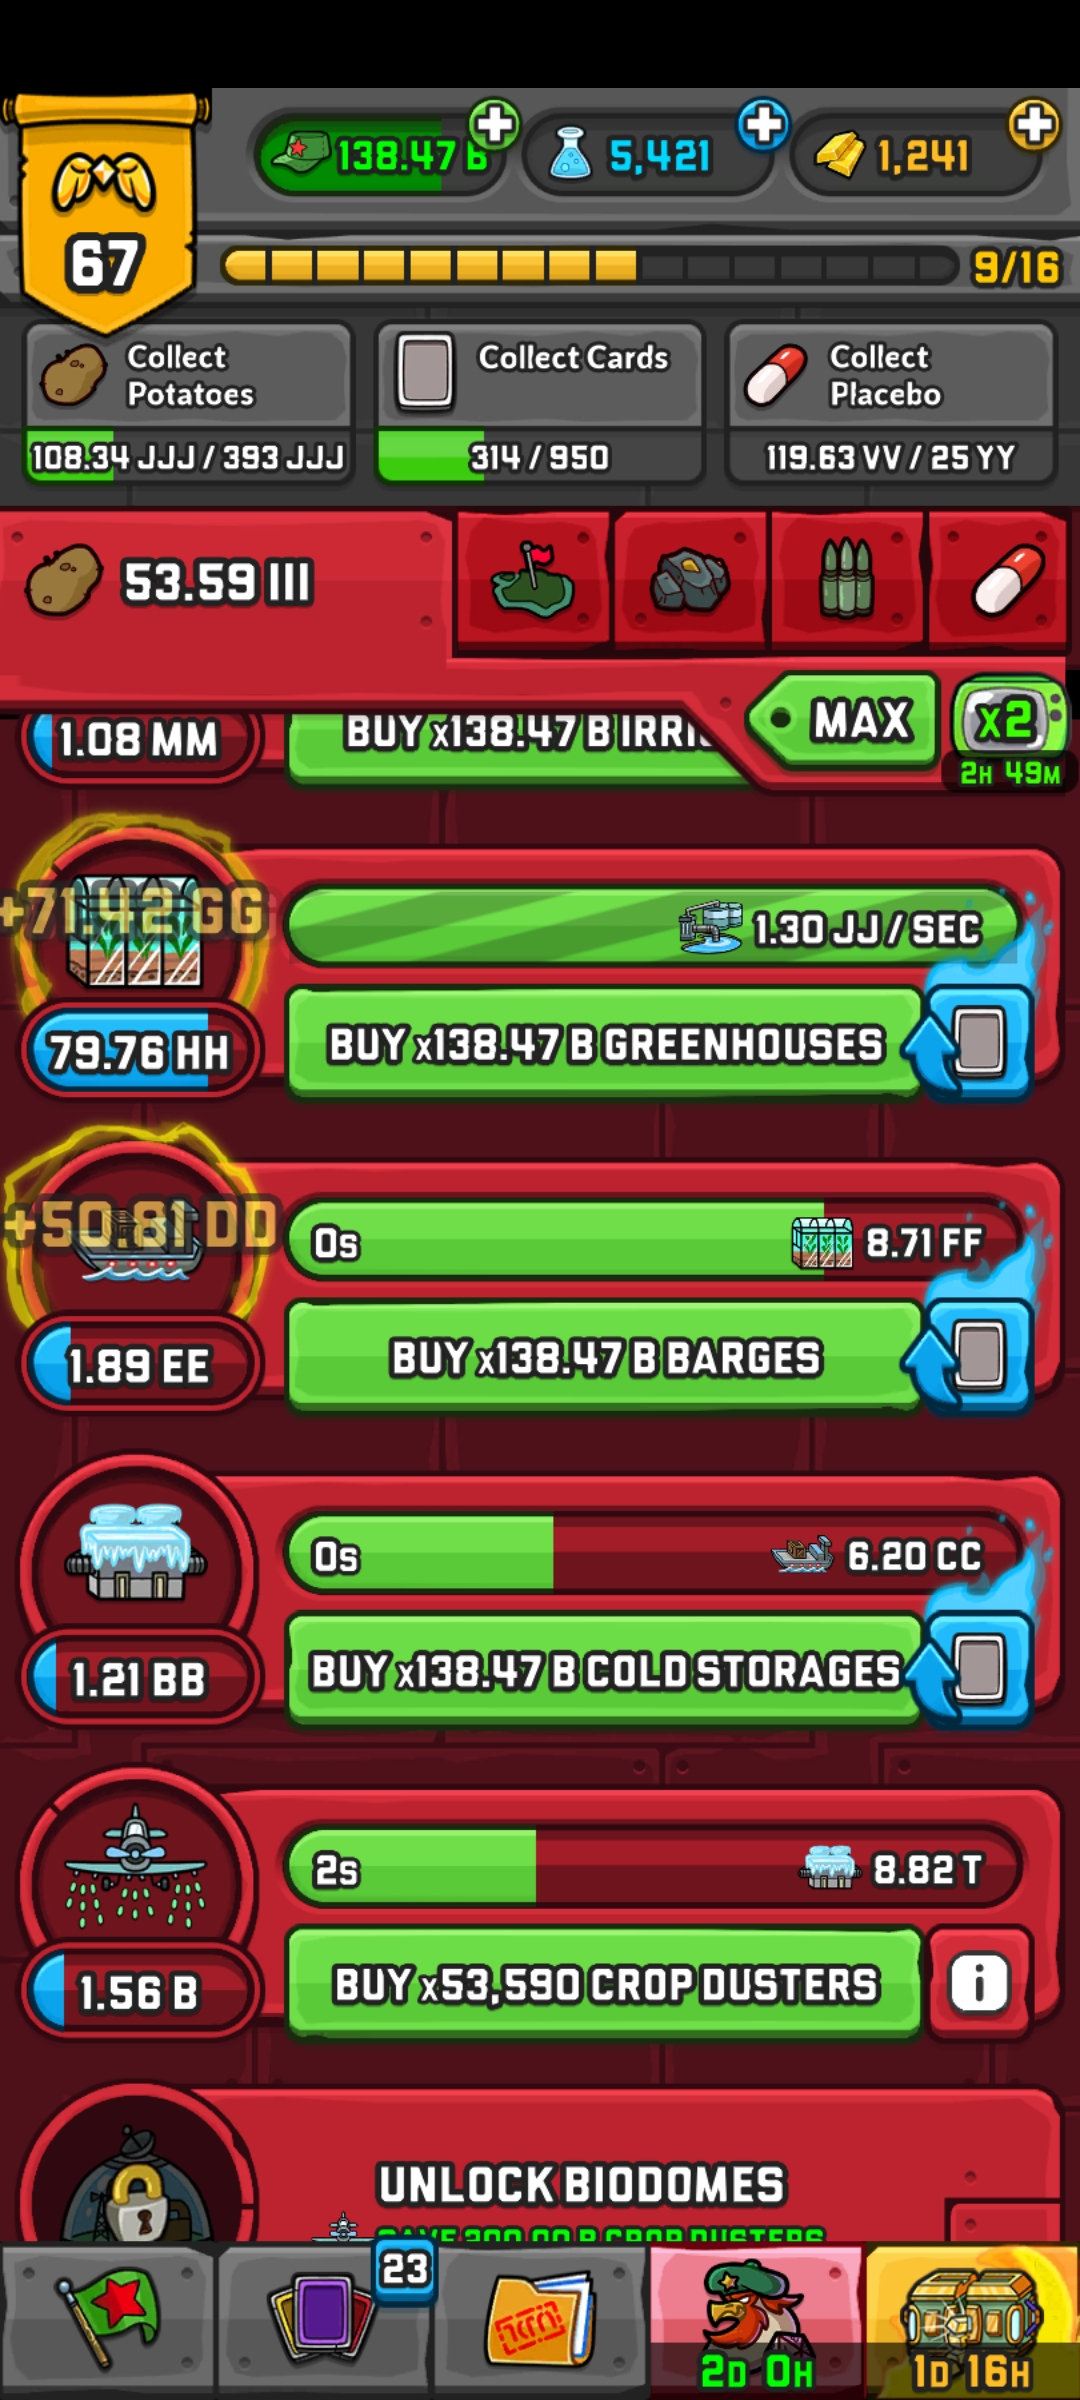 138.47 B
5,421
1,241
67
9/16
Collect
Potatoes
108.34 JJJ / 393 JJJ
Collect Cards
314 / 950
Collect
Placebo
119.63 VV / 25 YY
53.59 III
MAX
x2
2H 49M
1.08 MM
BUY x138.47 B
+71.42 GG
1.30 JJ / SEC
79.76 HH
BUY x138.47 B GREENHOUSES
+50.81 DD
0s
8.71 FF
1.89 EE
BUY x138.47 B BARGES
0s
6.20 CC
1.21 BB
BUY x138.47 B COLD STORAGES
2s
8.82 T
1.56 B
BUY x53,590 CROP DUSTERS
i
UNLOCK BIODOMES
CROP DUSTERS
23
2D 0H
1D 16H